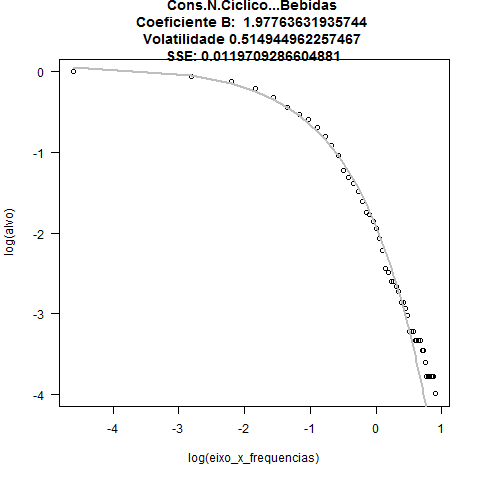 Cons.N.Ciclico...Bebidas
Coeficiente B:  1.97763631935744
Volatilidade 0.514944962257467
SSE: 0.0119709286604881
0
-1
-2
-3
-4
log(alvo)
-4 -3 -2 -1 0 1
log(eixo_x_frequencias)